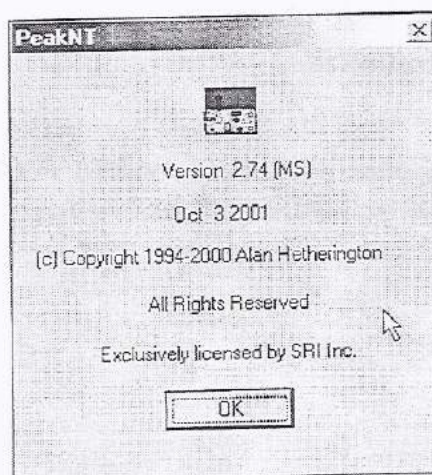 PeakNT
Version 2.74 (MS)
Oct 3 2001
(c) Copyright 1994-2000 Alan Hetherington
All Rights Reserved
Exclusively licensed by SRI Inc.
OK